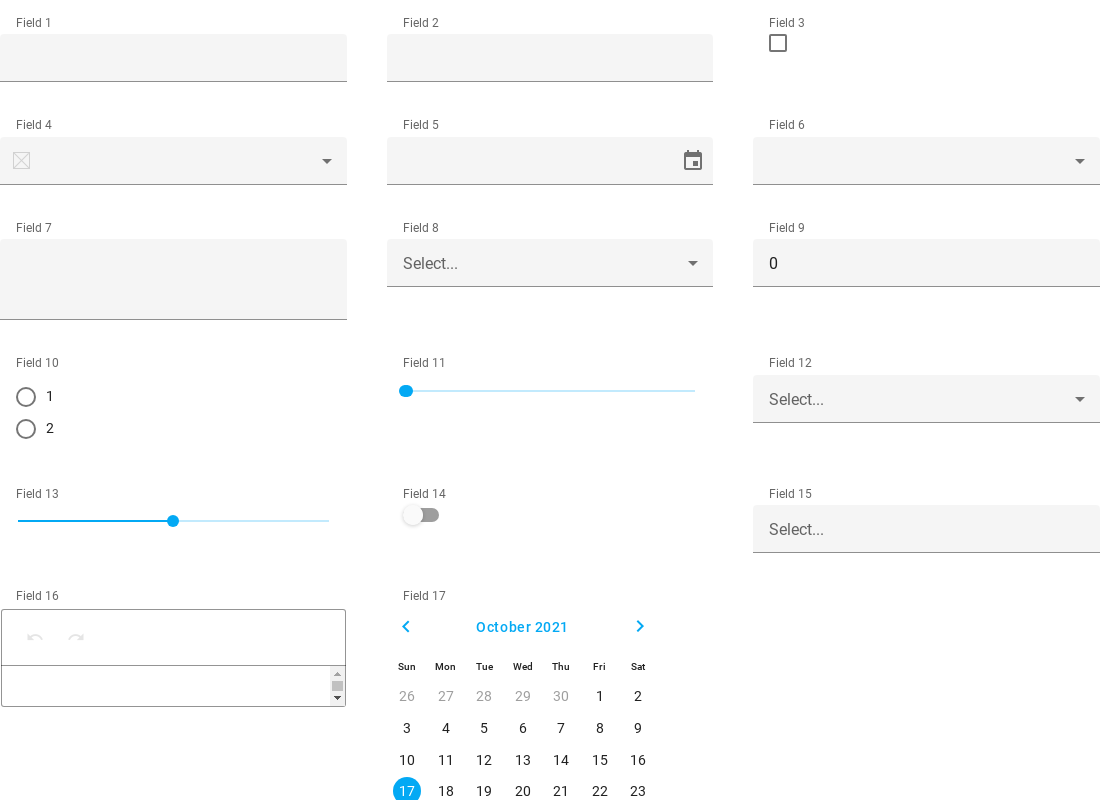 Field 1
Field 2
Field 3
Field 4
Field 5
Field 6
Field 7
Field 8
Select...
Field 9
0
Field 10
1
2
Field 11
Field 12
Select...
Field 13
Field 14
Field 15
Select...
Field 16
Field 17
October 2021
Sun Mon Tue Wed Thu Fri Sat
26 27 28 29 30 1 2
3 4 5 6 7 8 9
10 11 12 13 14 15 16
17 18 19 20 21 22 23